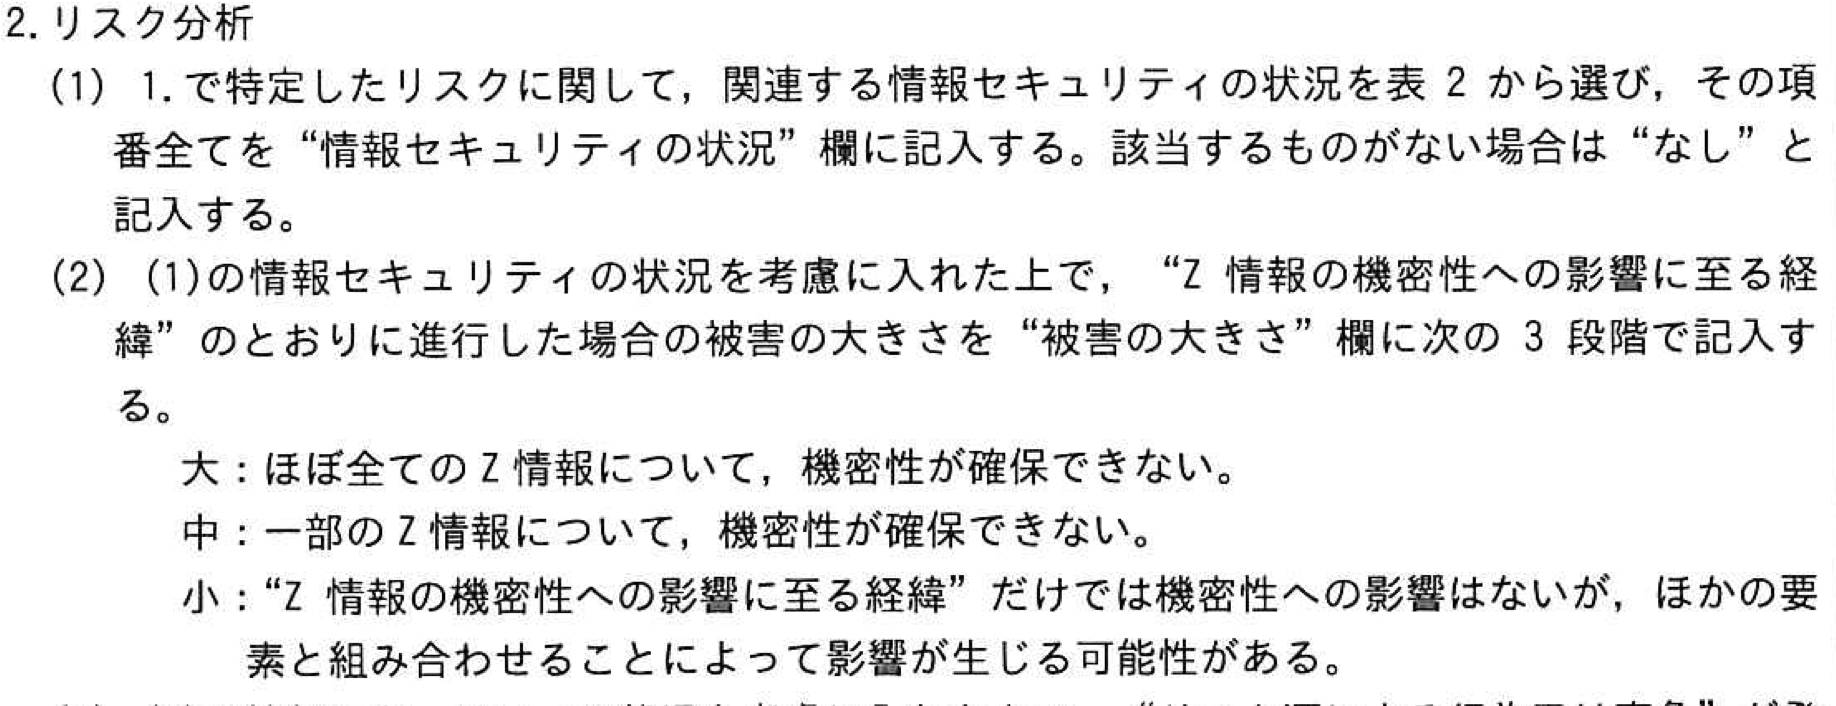 2. リスク分析
(1) 1. で特定したリスクに関して，関連する情報セキュリティの状況を表 2 から選び，その項
番全てを“情報セキュリティの状況”欄に記入する。該当するものがない場合は“なし”と
記入する。
(2) (1)の情報セキュリティの状況を考慮に入れた上で，“Z 情報の機密性への影響に至る経
緯”のとおりに進行した場合の被害の大きさを“被害の大きさ”欄に次の 3 段階で記入す
る。
大：ほぼ全ての Z 情報について，機密性が確保できない。
中：一部の Z 情報について，機密性が確保できない。
小：“Z 情報の機密性への影響に至る経緯”だけでは機密性への影響はないが，ほかの要
素と組み合わせることによって影響が生じる可能性がある。